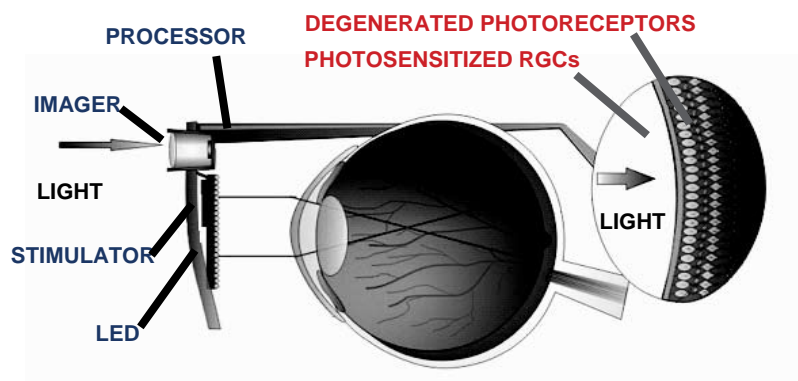 DEGENERATED PHOTORECEPTORS
PROCESSOR
PHOTOSENSITIZED RGCs
IMAGER
LIGHT
LIGHT
STIMULATOR
LED